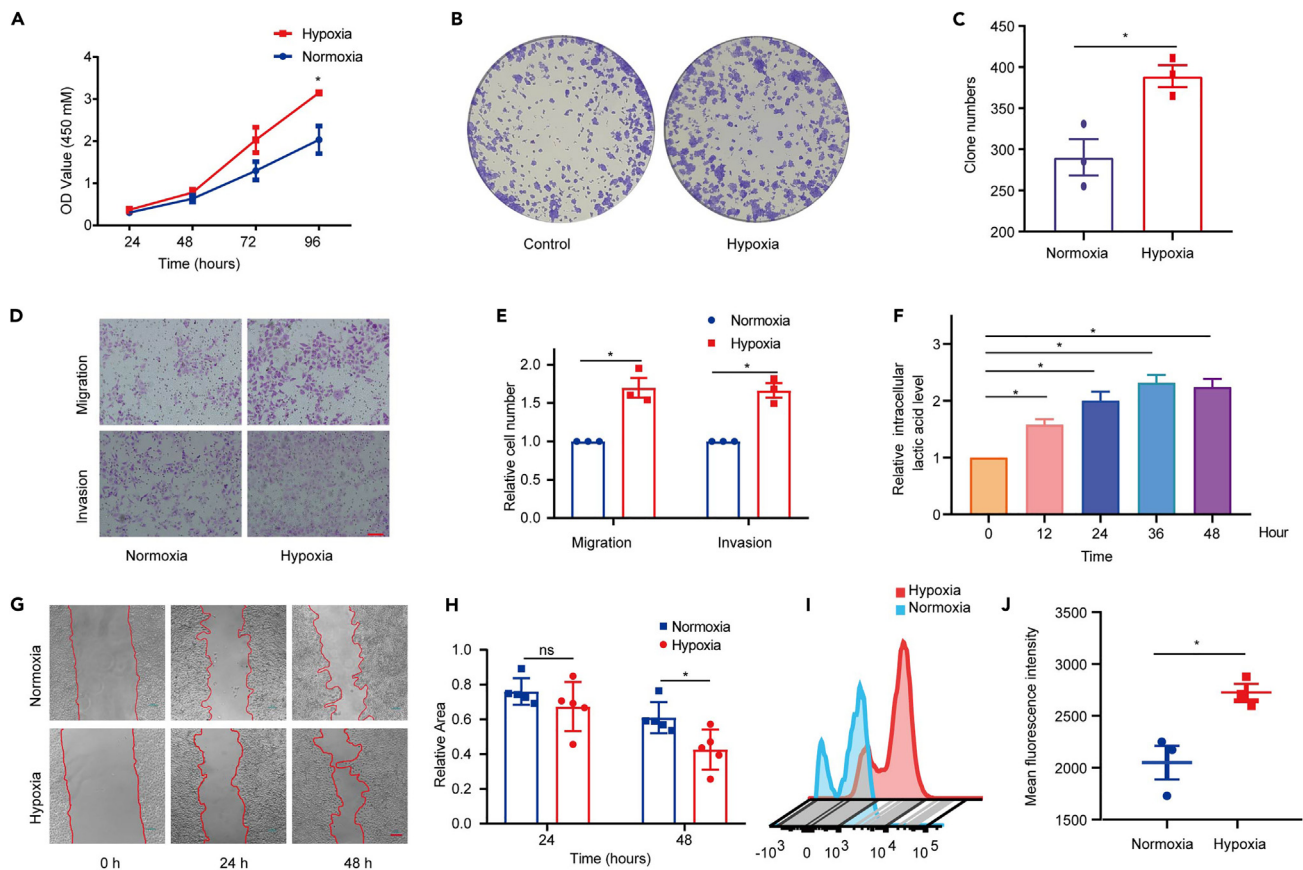 A
Hypoxia
Normoxia
OD Value (450 mM)
4
3
2
1
0
*
24 48 72 96
Time (hours)
B
Control Hypoxia
C
Clone numbers
450
400
350
300
250
200
*
Normoxia Hypoxia
D
Migration
Invasion
Normoxia Hypoxia
E
Normoxia
Hypoxia
Relative cell number
2.0
1.5
1.0
0.5
0.0
* *
Migration Invasion
F
Relative intracellular
lactic acid level
3
2
1
0
*
*
*
*
0 12 24 36 48 Hour
Time
G
Normoxia
Hypoxia
0 h 24 h 48 h
H
Normoxia
Hypoxia
Relative Area
1.0
0.8
0.6
0.4
0.2
0.0
ns *
24 48
Time (hours)
I
Hypoxia
Normoxia
-10³ 0 10³ 10⁴ 10⁵
J
Mean fluorescence intensity
3500
3000
2500
2000
1500
*
Normoxia Hypoxia